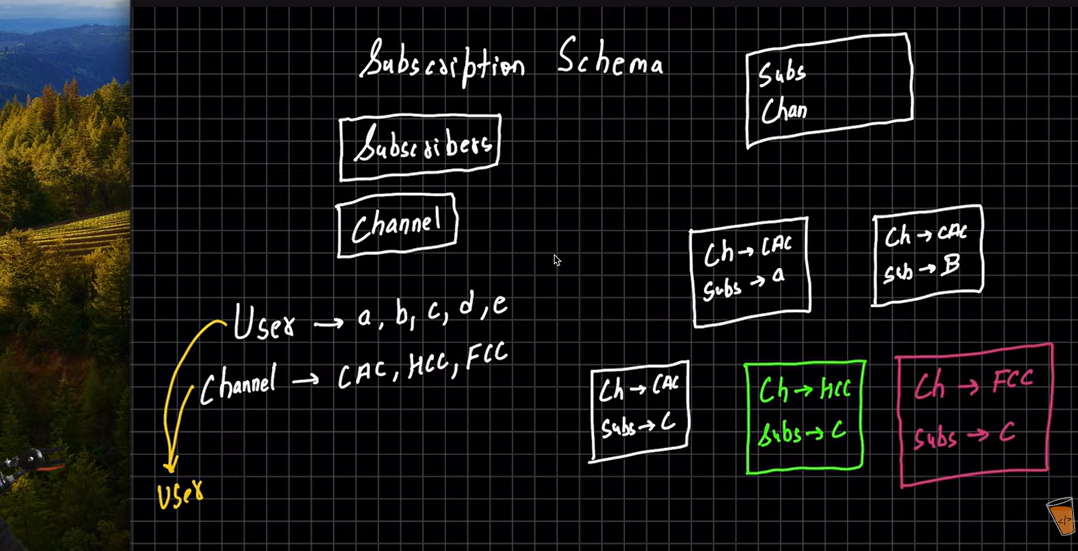 Subscription Schema
Subs
Chan
Subscribers
Channel
Ch → CAC
Subs → a
Ch → CAC
Sub → B
User → a, b, c, d, e
Channel → CAC, HCC, FCC
Ch → CAC
Subs → C
Ch → HCC
Subs → C
Ch → FCC
Subs → C
User
</>